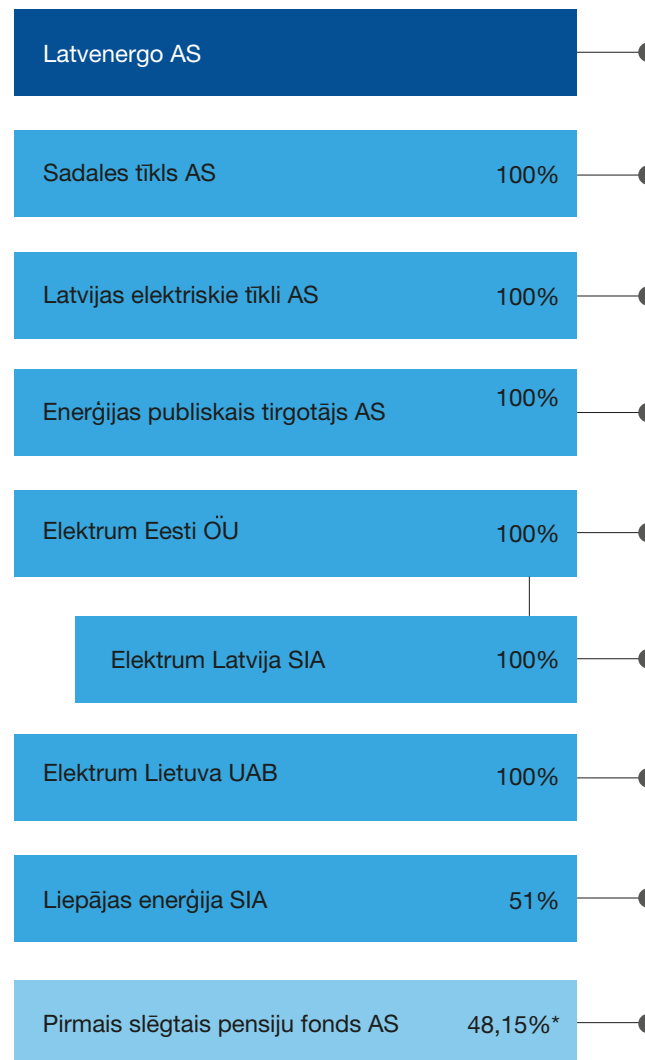 Latvenergo AS
Sadales tīkls AS 100%
Latvijas elektriskie tīkli AS 100%
Enerģijas publiskais tirgotājs AS 100%
Elektrum Eesti OÜ 100%
Elektrum Latvija SIA 100%
Elektrum Lietuva UAB 100%
Liepājas enerģija SIA 51%
Pirmais slēgtais pensiju fonds AS 48,15%*